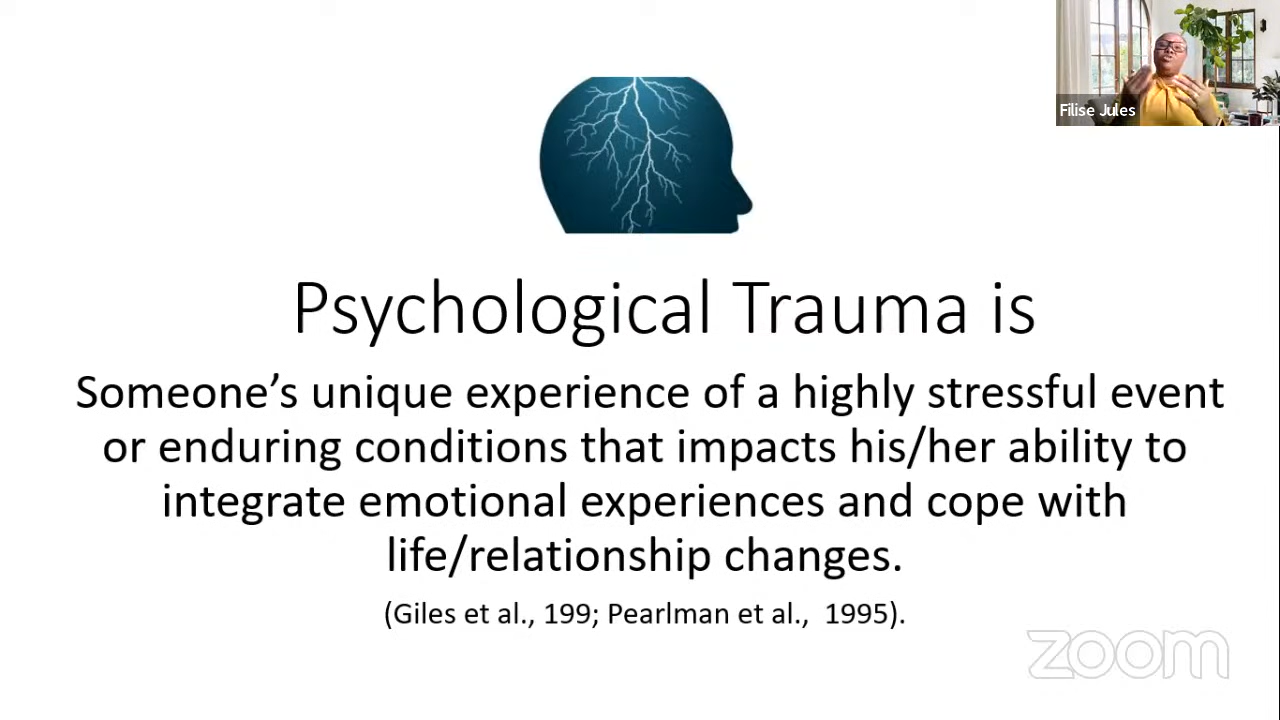 Filise Jules
Psychological Trauma is
Someone’s unique experience of a highly stressful event
or enduring conditions that impacts his/her ability to
integrate emotional experiences and cope with
life/relationship changes.
(Giles et al., 199; Pearlman et al.,  1995).
zoom